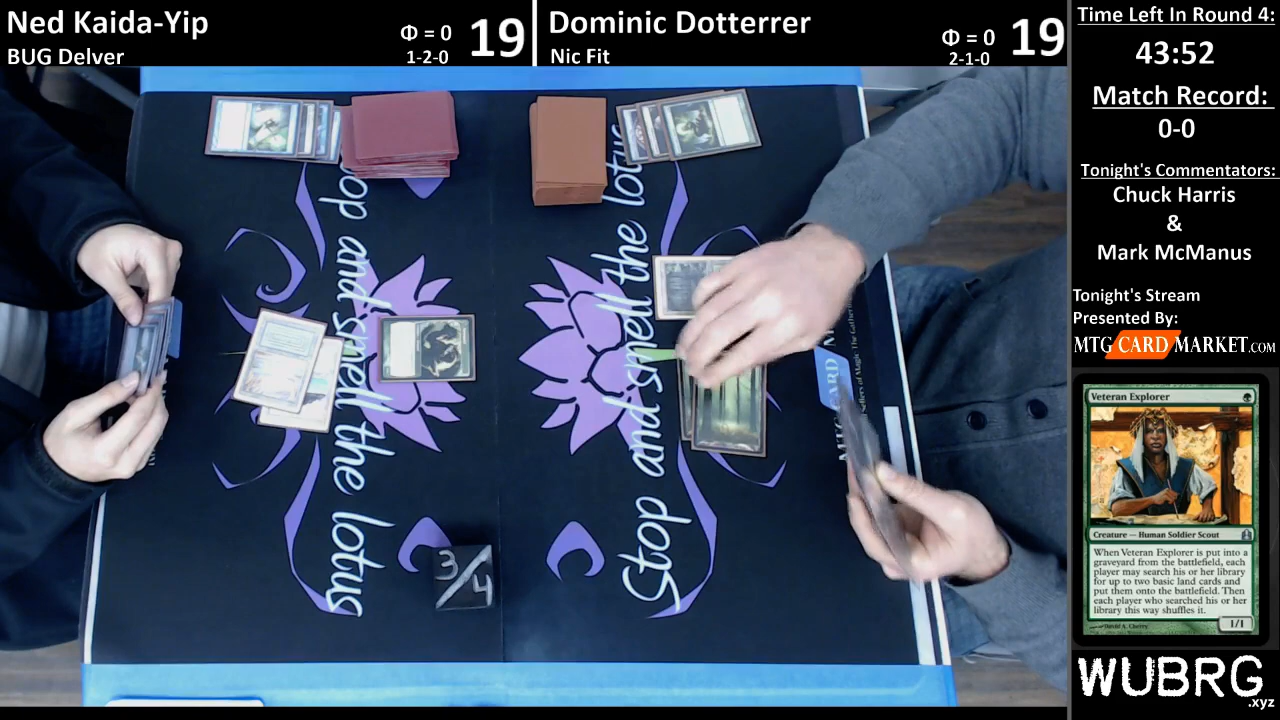 Ned Kaida-Yip
BUG Delver
Φ = 0
1-2-0
19
Dominic Dotterrer
Nic Fit
Φ = 0
2-1-0
19
Time Left In Round 4:
43:52
Match Record:
0-0
Tonight's Commentators:
Chuck Harris
&
Mark McManus
Tonight's Stream
Presented By:
MTG CARD MARKET.COM
Veteran Explorer
Creature — Human Soldier Scout
When Veteran Explorer is put into a
graveyard from the battlefield, each
player may search his or her library
for up to two basic land cards and
put them onto the battlefield. Then
each player who searched his or her
library this way shuffles it.
1/1
WUBRG
.xyz
Stop and smell the lotus
Stop and smell the lotus
3/4